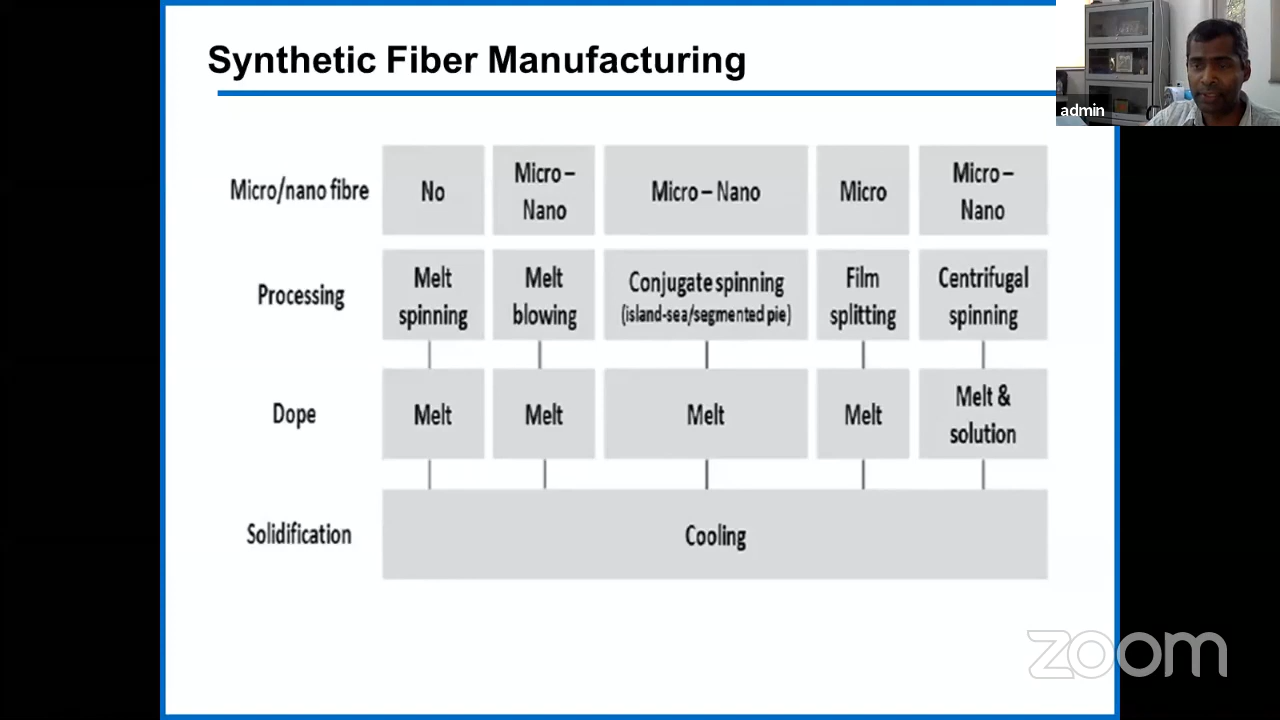 Synthetic Fiber Manufacturing
admin
Micro/nano fibre
No
Micro –
Nano
Micro – Nano
Micro
Micro –
Nano
Processing
Melt
spinning
Melt
blowing
Conjugate spinning
(island-sea/segmented pie)
Film
splitting
Centrifugal
spinning
Dope
Melt
Melt
Melt
Melt
Melt &
solution
Solidification
Cooling
zoom